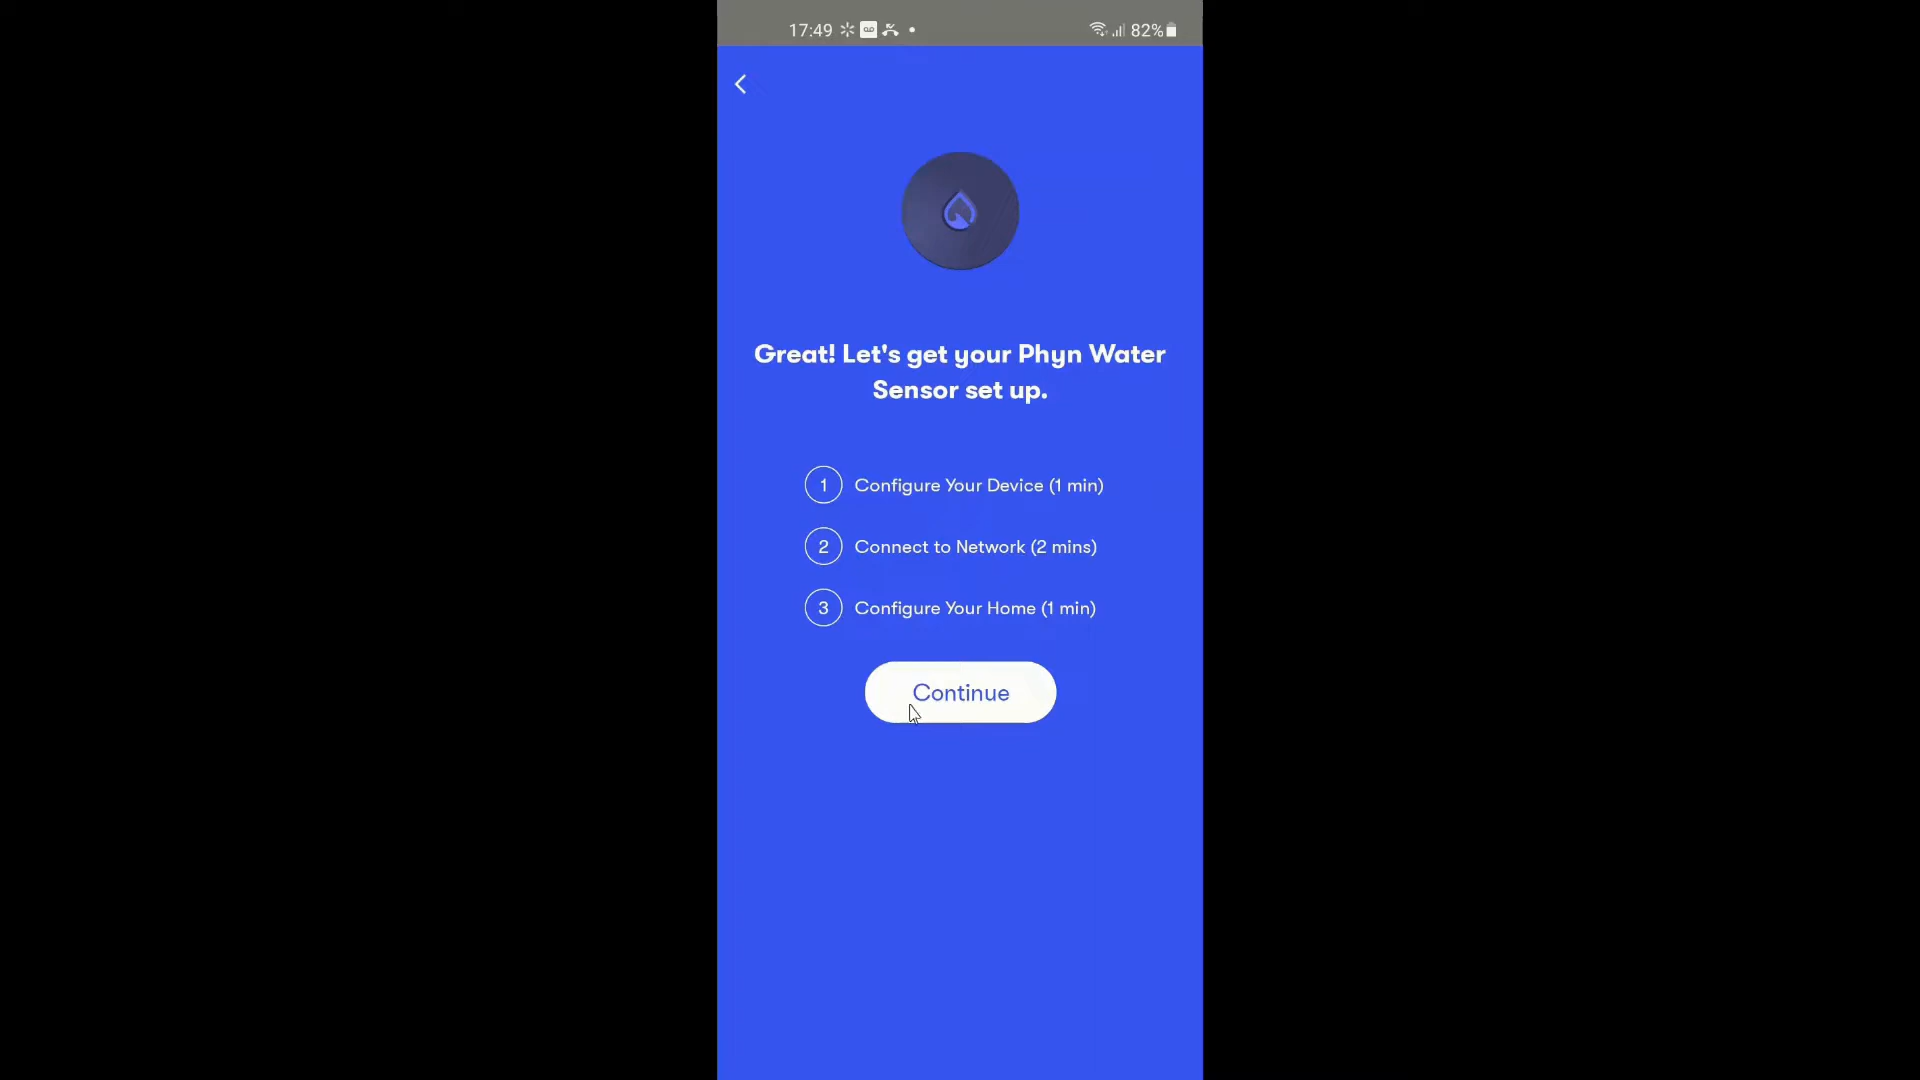 17:49
82%
Great! Let's get your Phyn Water
Sensor set up.
1 Configure Your Device (1 min)
2 Connect to Network (2 mins)
3 Configure Your Home (1 min)
Continue